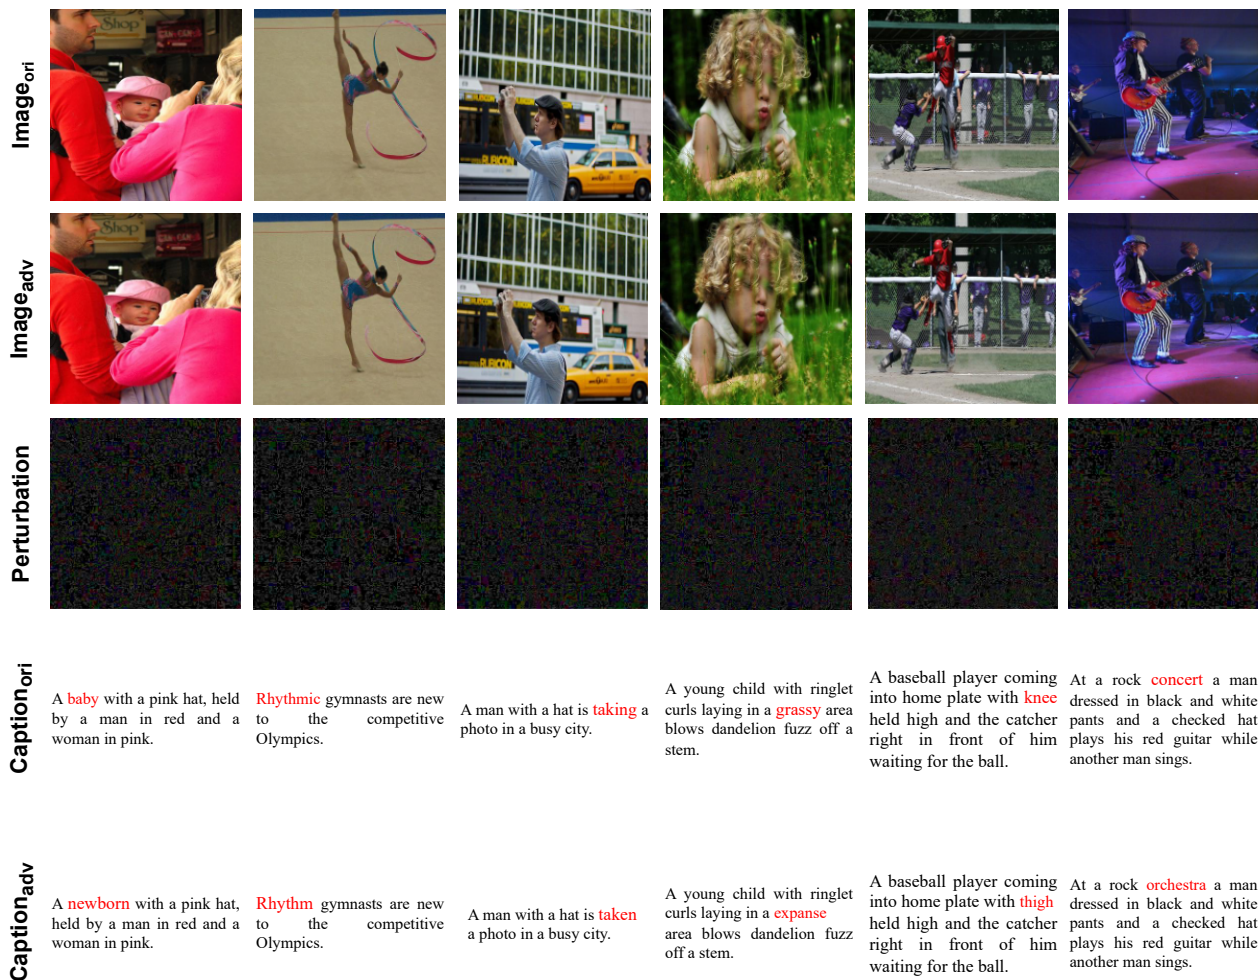 Image_ori
Shop
RUBICON
Image_adv
Shop
RUBICON
Perturbation
Caption_ori
A baby with a pink hat, held
by a man in red and a
woman in pink.
Rhythmic gymnasts are new
to the competitive
Olympics.
A man with a hat is taking a
photo in a busy city.
A young child with ringlet
curls laying in a grassy area
blows dandelion fuzz off a
stem.
A baseball player coming
into home plate with knee
held high and the catcher
right in front of him
waiting for the ball.
At a rock concert a man
dressed in black and white
pants and a checked hat
plays his red guitar while
another man sings.
Caption_adv
A newborn with a pink hat,
held by a man in red and a
woman in pink.
Rhythm gymnasts are new
to the competitive
Olympics.
A man with a hat is taken
a photo in a busy city.
A young child with ringlet
curls laying in a expanse
area blows dandelion fuzz
off a stem.
A baseball player coming
into home plate with thigh
held high and the catcher
right in front of him
waiting for the ball.
At a rock orchestra a man
dressed in black and white
pants and a checked hat
plays his red guitar while
another man sings.